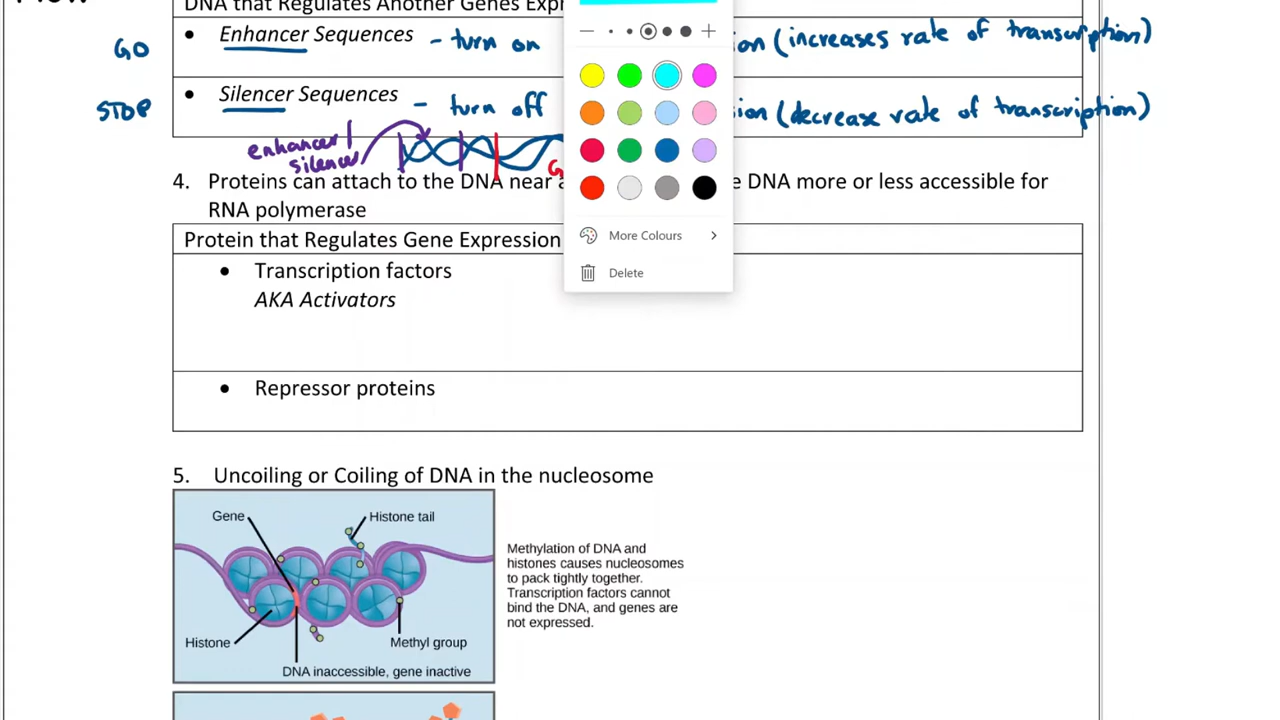 DNA that Regulates Another Genes Exp
GO
• Enhancer Sequences - turn on ion (increases rate of transcription)
STOP
• Silencer Sequences - turn off sion (decrease rate of transcription)
enhancer/
silencer
G
4. Proteins can attach to the DNA near a e DNA more or less accessible for
RNA polymerase
Protein that Regulates Gene Expression
• Transcription factors
AKA Activators
• Repressor proteins
More Colours
Delete
5. Uncoiling or Coiling of DNA in the nucleosome
Gene
Histone tail
Histone
Methyl group
DNA inaccessible, gene inactive
Methylation of DNA and
histones causes nucleosomes
to pack tightly together.
Transcription factors cannot
bind the DNA, and genes are
not expressed.